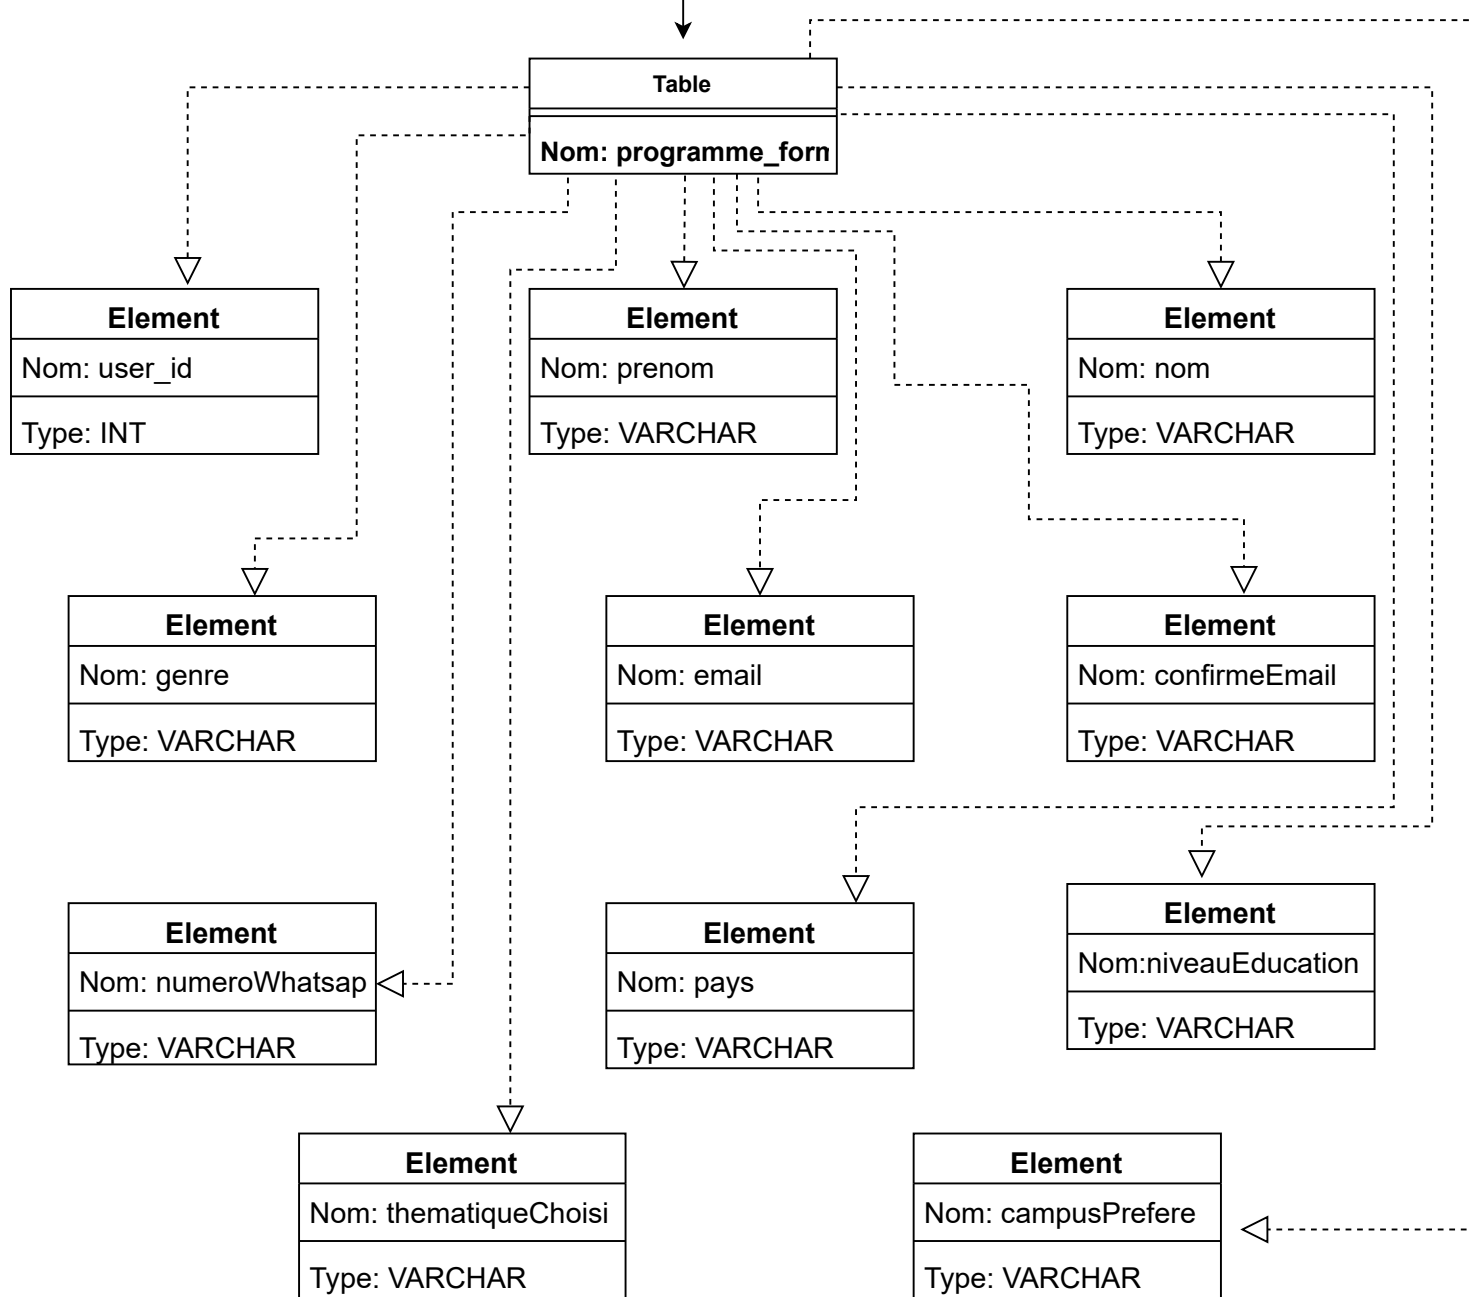 Table
Nom: programme_forn
Element
Nom: user_id
Type: INT
Element
Nom: prenom
Type: VARCHAR
Element
Nom: nom
Type: VARCHAR
Element
Nom: genre
Type: VARCHAR
Element
Nom: email
Type: VARCHAR
Element
Nom: confirmeEmail
Type: VARCHAR
Element
Nom: numeroWhatsap
Type: VARCHAR
Element
Nom: pays
Type: VARCHAR
Element
Nom:niveauEducation
Type: VARCHAR
Element
Nom: thematiqueChoisi
Type: VARCHAR
Element
Nom: campusPrefere
Type: VARCHAR